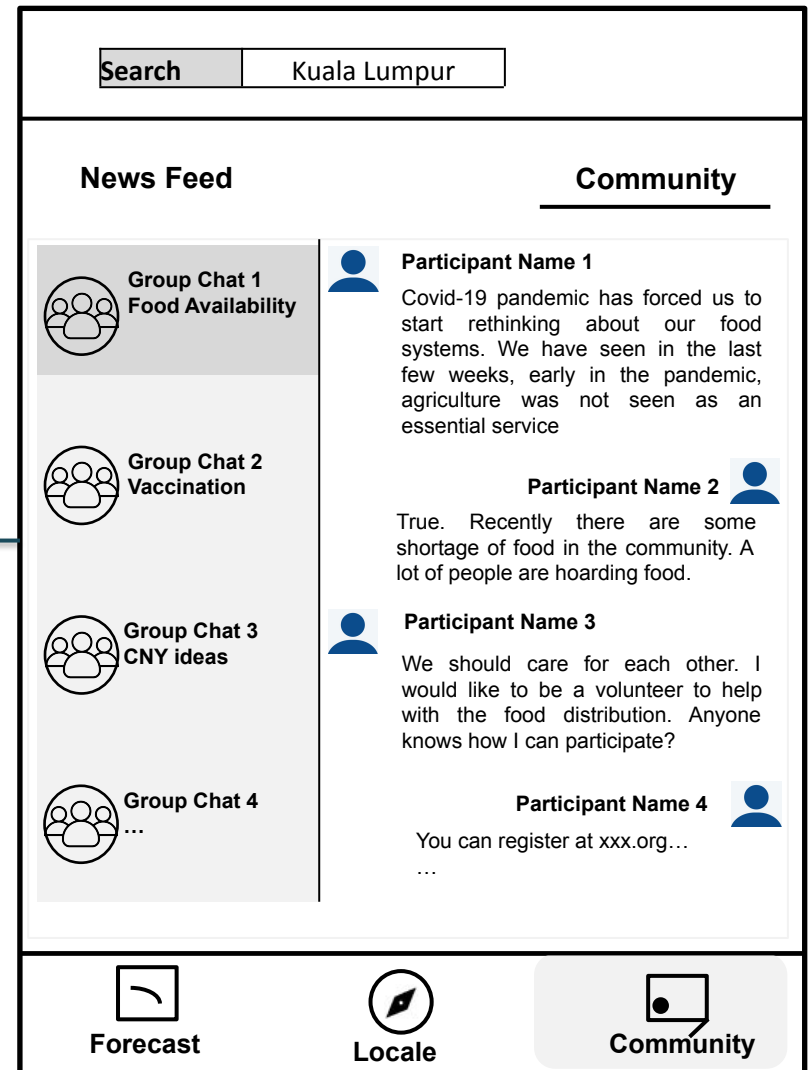 Search Kuala Lumpur
News Feed
Community
Group Chat 1
Food Availability
Group Chat 2
Vaccination
Group Chat 3
CNY ideas
Group Chat 4
…
Participant Name 1
Covid-19 pandemic has forced us to
start rethinking about our food
systems. We have seen in the last
few weeks, early in the pandemic,
agriculture was not seen as an
essential service
Participant Name 2
True. Recently there are some
shortage of food in the community. A
lot of people are hoarding food.
Participant Name 3
We should care for each other. I
would like to be a volunteer to help
with the food distribution. Anyone
knows how I can participate?
Participant Name 4
You can register at xxx.org…
…
Forecast
Locale
Community